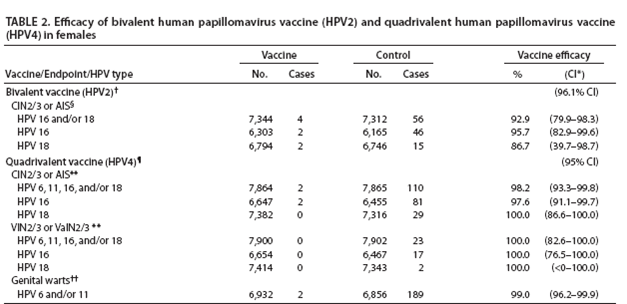 TABLE 2. Efficacy of bivalent human papillomavirus vaccine (HPV2) and quadrivalent human papillomavirus vaccine
(HPV4) in females
Vaccine Control Vaccine efficacy
Vaccine/Endpoint/HPV type No. Cases No. Cases % (CI*)
Bivalent vaccine (HPV2)† (96.1% CI)
CIN2/3 or AIS§
HPV 16 and/or 18 7,344 4 7,312 56 92.9 (79.9–98.3)
HPV 16 6,303 2 6,165 46 95.7 (82.9–99.6)
HPV 18 6,794 2 6,746 15 86.7 (39.7–98.7)
Quadrivalent vaccine (HPV4)¶ (95% CI)
CIN2/3 or AIS**
HPV 6, 11, 16, and/or 18 7,864 2 7,865 110 98.2 (93.3–99.8)
HPV 16 6,647 2 6,455 81 97.6 (91.1–99.7)
HPV 18 7,382 0 7,316 29 100.0 (86.6–100.0)
VIN2/3 or VaIN2/3 **
HPV 6, 11, 16, and/or 18 7,900 0 7,902 23 100.0 (82.6–100.0)
HPV 16 6,654 0 6,467 17 100.0 (76.5–100.0)
HPV 18 7,414 0 7,343 2 100.0 (<0–100.0)
Genital warts††
HPV 6 and/or 11 6,932 2 6,856 189 99.0 (96.2–99.9)